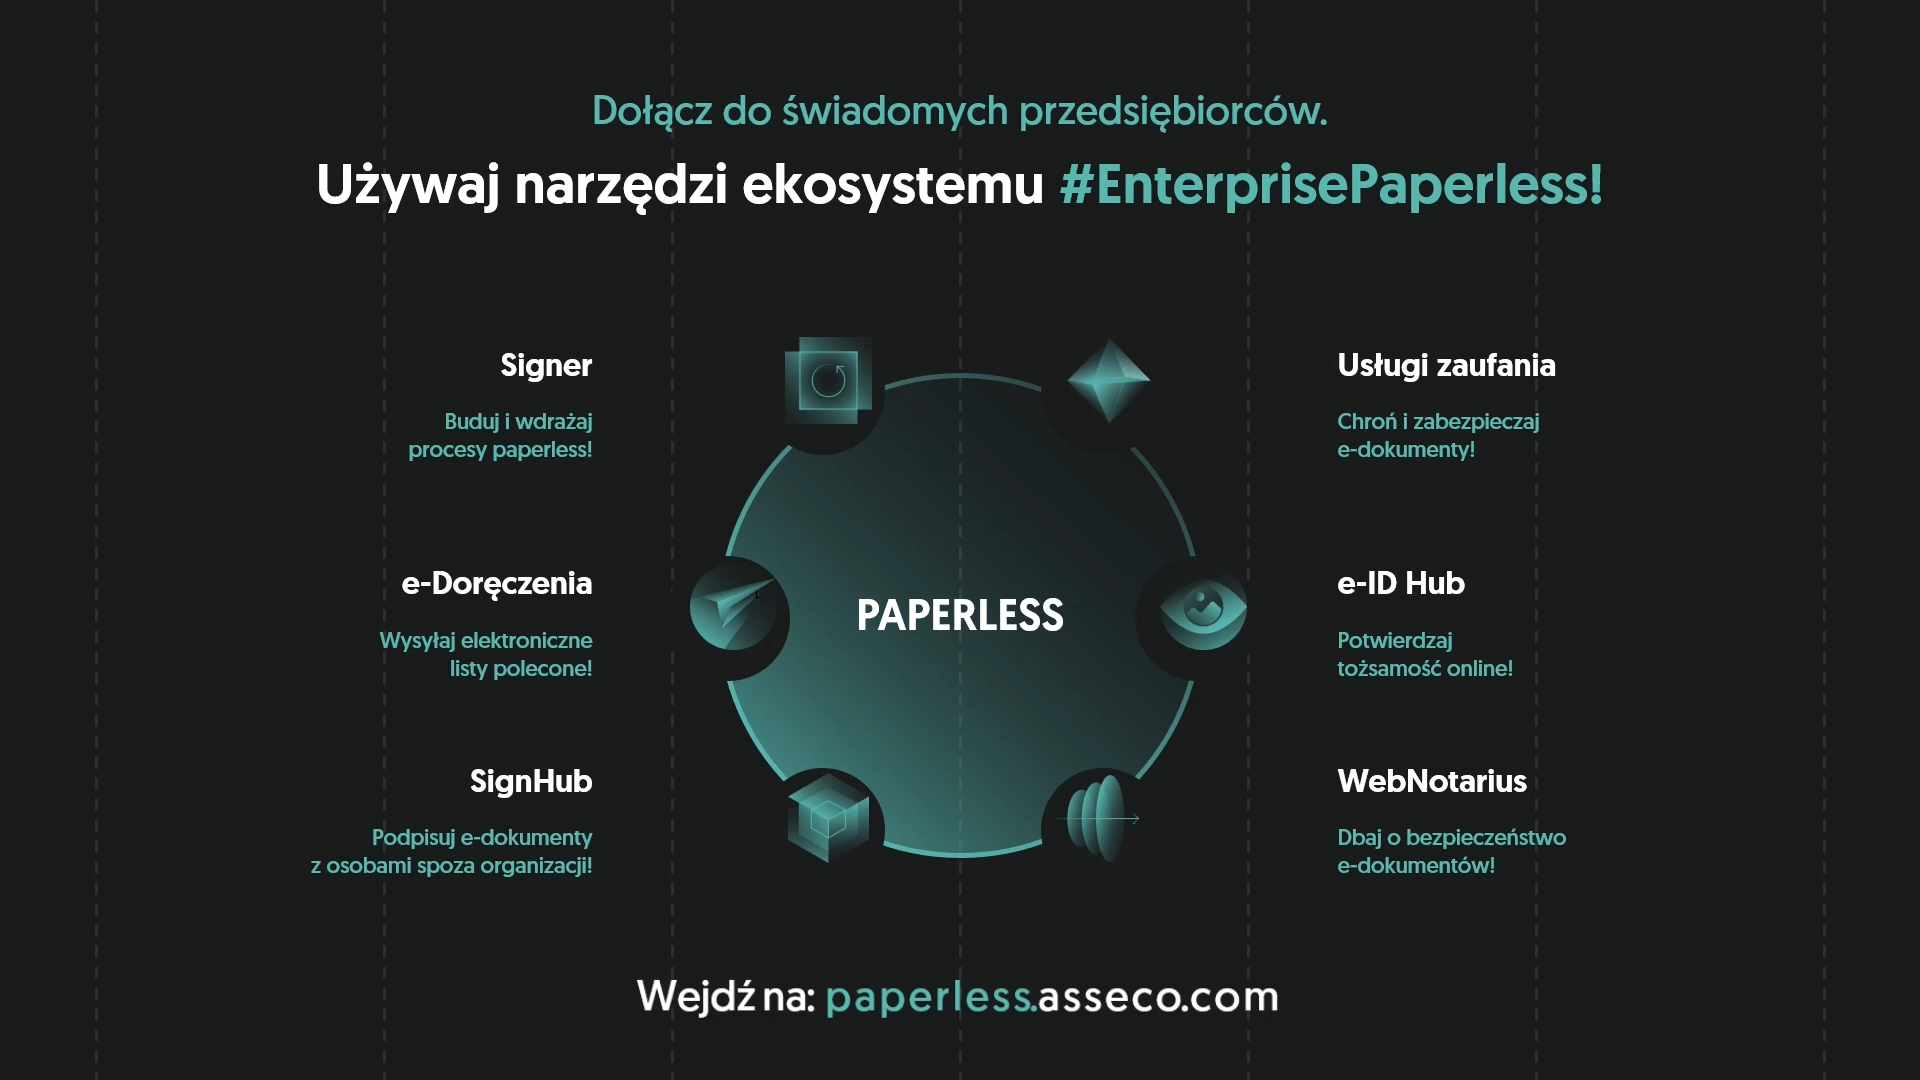 Dołącz do świadomych przedsiębiorców.
Używaj narzędzi ekosystemu #EnterprisePaperless!
Signer
Buduj i wdrażaj
procesy paperless!
e-Doręczenia
Wysyłaj elektroniczne
listy polecone!
SignHub
Podpisuj e-dokumenty
z osobami spoza organizacji!
PAPERLESS
Usługi zaufania
Chroń i zabezpieczaj
e-dokumenty!
e-ID Hub
Potwierdzaj
tożsamość online!
WebNotarius
Dbaj o bezpieczeństwo
e-dokumentów!
Wejdź na: paperless.asseco.com